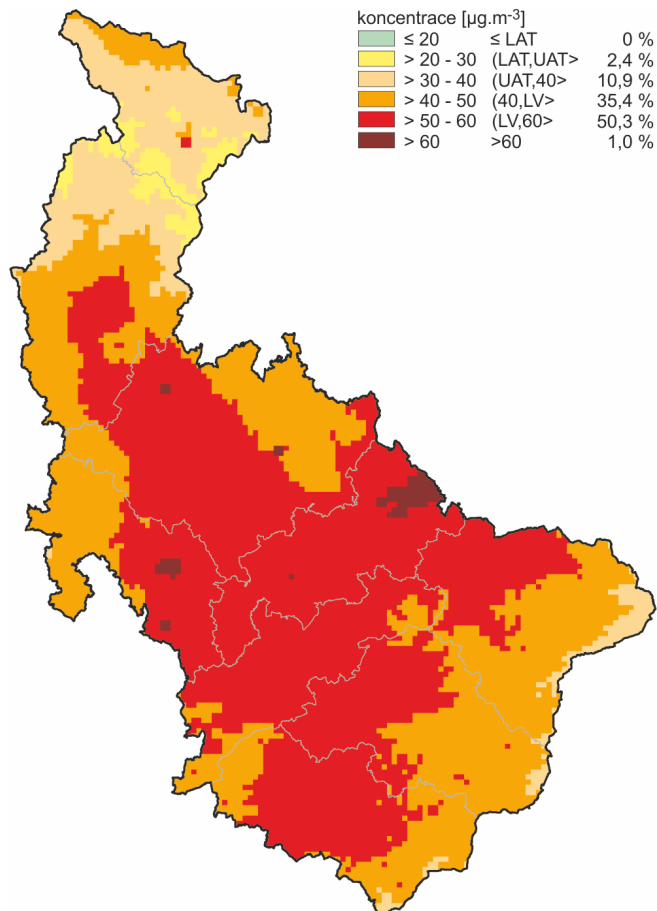 koncentrace [µg.m-³]
≤ 20 ≤ LAT 0 %
> 20 - 30 (LAT,UAT> 2,4 %
> 30 - 40 (UAT,40> 10,9 %
> 40 - 50 (40,LV> 35,4 %
> 50 - 60 (LV,60> 50,3 %
> 60 >60 1,0 %